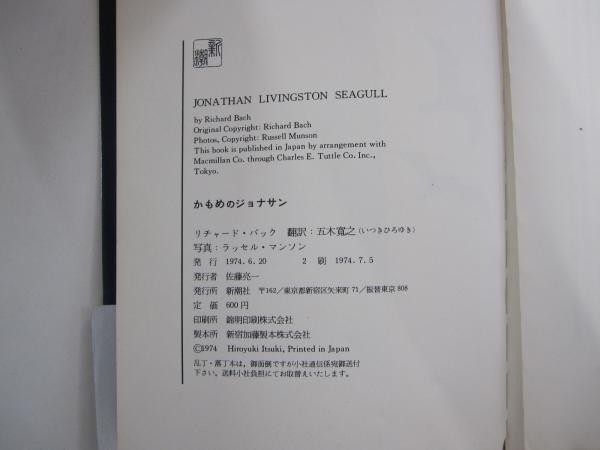 JONATHAN LIVINGSTON SEAGULL
by Richard Bach
Original Copyright: Richard Bach
Photos, Copyright: Russell Munson
This book is published in Japan by arrangement with
Macmillan Co. through Charles E. Tuttle Co. Inc.,
Tokyo.
かもめのジョナサン
リチャード・バック 翻訳：五木寛之(いつきひろゆき)
写真：ラッセル・マンソン
発 行 1974.6.20 2 刷 1974.7.5
発行者 佐藤亮一
発行所 新潮社 〒162／東京都新宿区矢来町71／振替東京808
定 価 600円
印刷所 錦明印刷株式会社
製本所 新宿加藤製本株式会社
©1974 Hiroyuki Itsuki, Printed in Japan
乱丁・落丁本は，御面倒ですが小社通信係宛御送付
下さい。送料小社負担にてお取替えいたします。